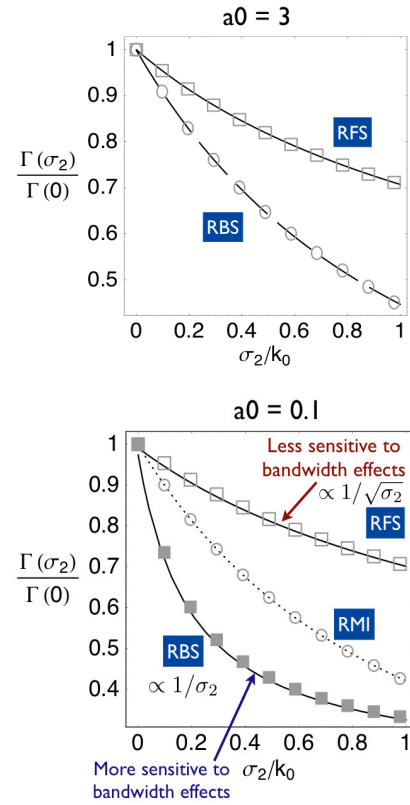 a0 = 3
1
0.9
0.8
0.7
0.6
0.5
Γ(σ₂)
Γ(0)
RFS
RBS
0 0.2 0.4 0.6 0.8 1
σ₂/k₀
a0 = 0.1
1
0.9
0.8
0.7
0.6
0.5
0.4
Γ(σ₂)
Γ(0)
Less sensitive to
bandwidth effects
∝ 1/√σ₂
RFS
RMI
RBS
∝ 1/σ₂
0 0.2 0.4 0.6 0.8 1
σ₂/k₀
More sensitive to
bandwidth effects